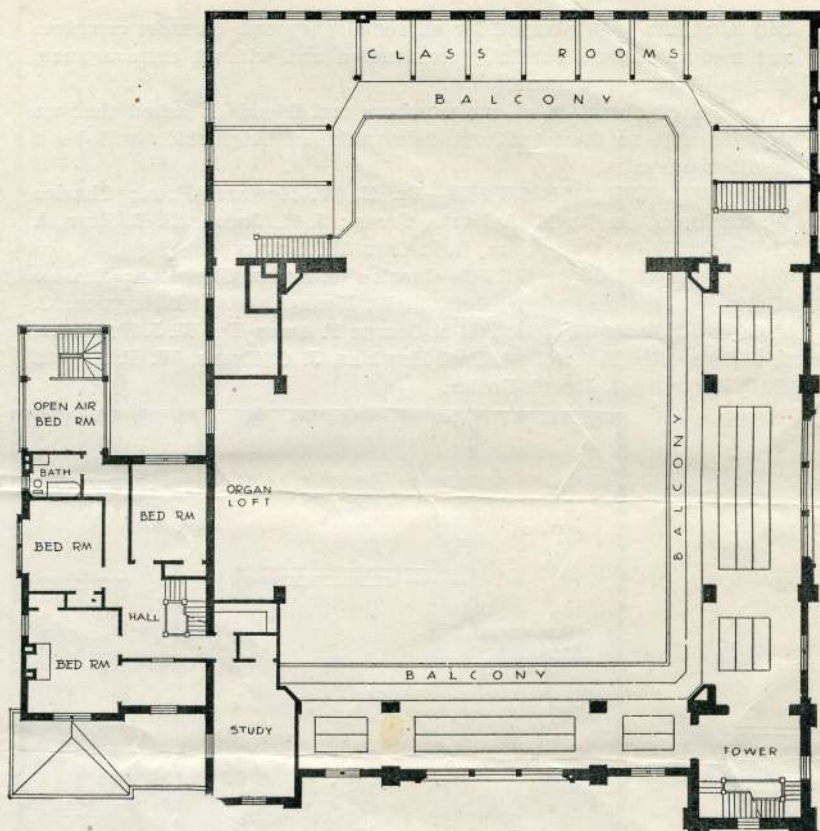 CLASS ROOMS
BALCONY
OPEN AIR
BED RM
BATH
BED RM
BED RM
ORGAN
LOFT
BALCONY
HALL
BED RM
BALCONY
STUDY
TOWER